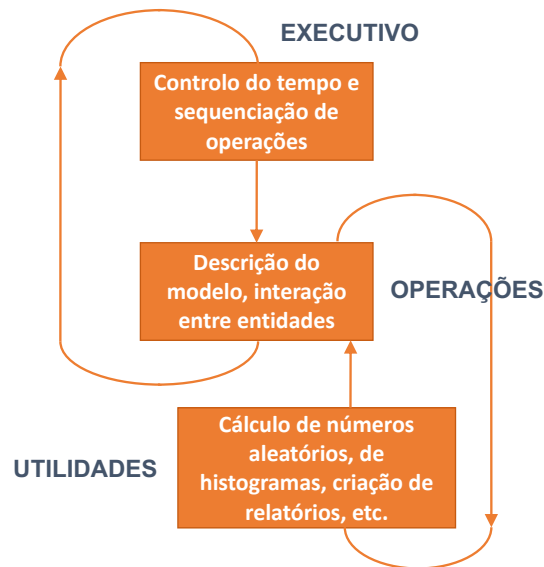 EXECUTIVO
Controlo do tempo e
sequenciação de
operações
Descrição do
modelo, interação
entre entidades
OPERAÇÕES
Cálculo de números
aleatórios, de
histogramas, criação de
relatórios, etc.
UTILIDADES